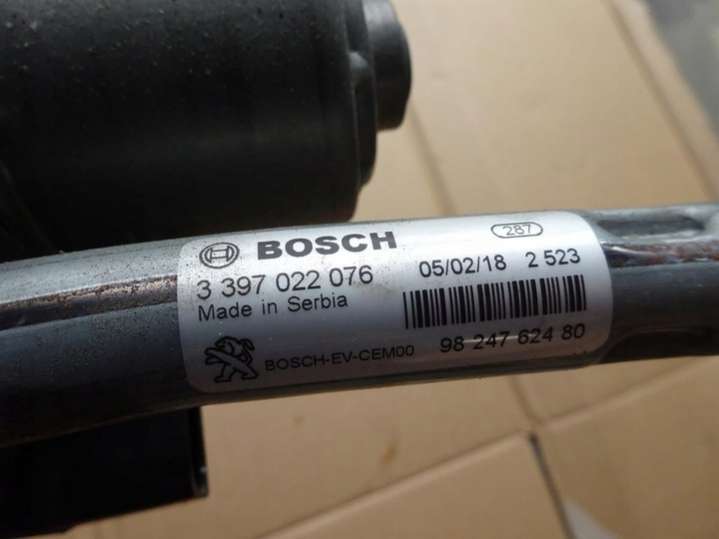 BOSCH
287
3 397 022 076
05/02/18 2 523
Made in Serbia
BOSCH-EV-CEM00
98 247 624 80